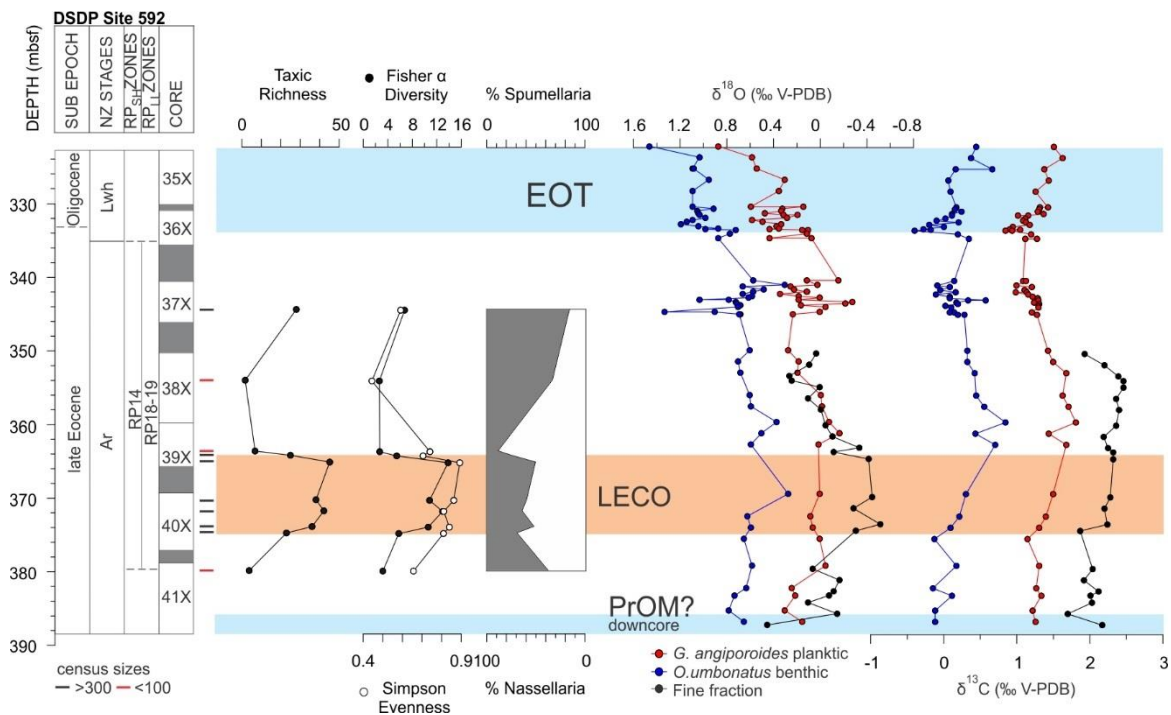 DSDP Site 592
DEPTH (mbsf)
SUB EPOCH
NZ STAGES
RPSH ZONES
RPLL ZONES
CORE
Taxic
Richness
0 50
Fisher α
Diversity
0 4 8 12 16
% Spumellaria
0 100
δ18O (‰ V-PDB)
1.6 1.2 0.8 0.4 0 -0.4 -0.8
330
340
350
360
370
380
390
Oligocene
late Eocene
Lwh
Ar
RP14
RP18-19
35X
36X
37X
38X
39X
40X
41X
EOT
LECO
PrOM?
downcore
census sizes
>300 <100
0.4 0.9
Simpson
Evenness
100 0
% Nassellaria
G. angiporoides planktic
O.umbonatus benthic
Fine fraction
-1 0 1 2 3
δ13C (‰ V-PDB)